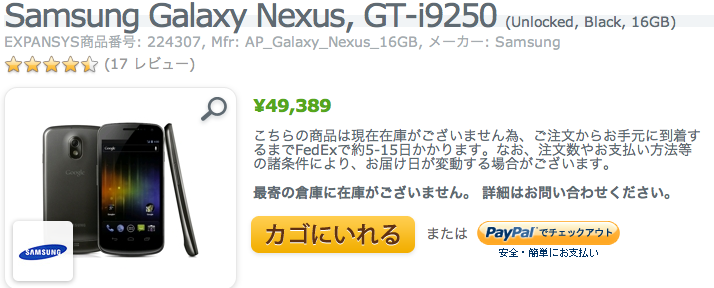 Samsung Galaxy Nexus, GT-i9250 (Unlocked, Black, 16GB)
EXPANSYS商品番号: 224307, Mfr: AP_Galaxy_Nexus_16GB, メーカー: Samsung
(17 レビュー)
¥49,389
こちらの商品は現在在庫がございません為、ご注文からお手元に到着す
るまでFedExで約5-15日かかります。なお、注文数やお支払い方法等
の諸条件により、お届け日が変動する場合がございます。
最寄の倉庫に在庫がございません。 詳細はお問い合わせください。
SAMSUNG
カゴにいれる または PayPal でチェックアウト
安全・簡単にお支払い